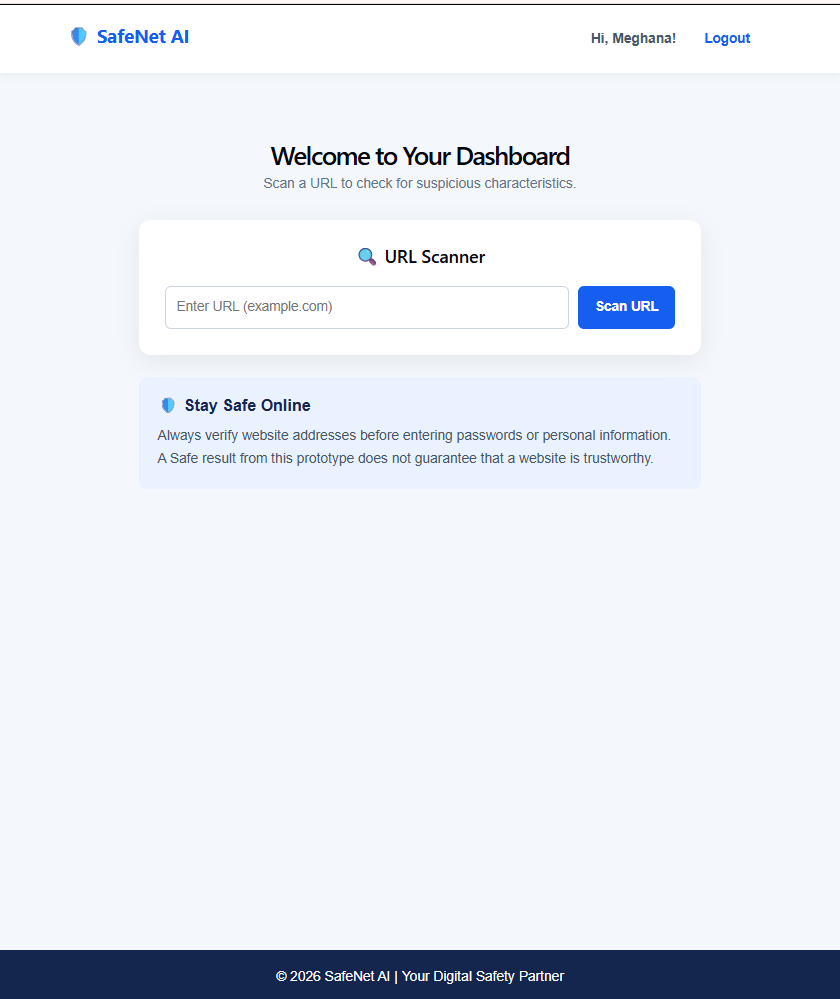 SafeNet AI
Hi, Meghana! Logout
Welcome to Your Dashboard
Scan a URL to check for suspicious characteristics.
URL Scanner
Enter URL (example.com)
Scan URL
Stay Safe Online
Always verify website addresses before entering passwords or personal information.
A Safe result from this prototype does not guarantee that a website is trustworthy.
© 2026 SafeNet AI | Your Digital Safety Partner